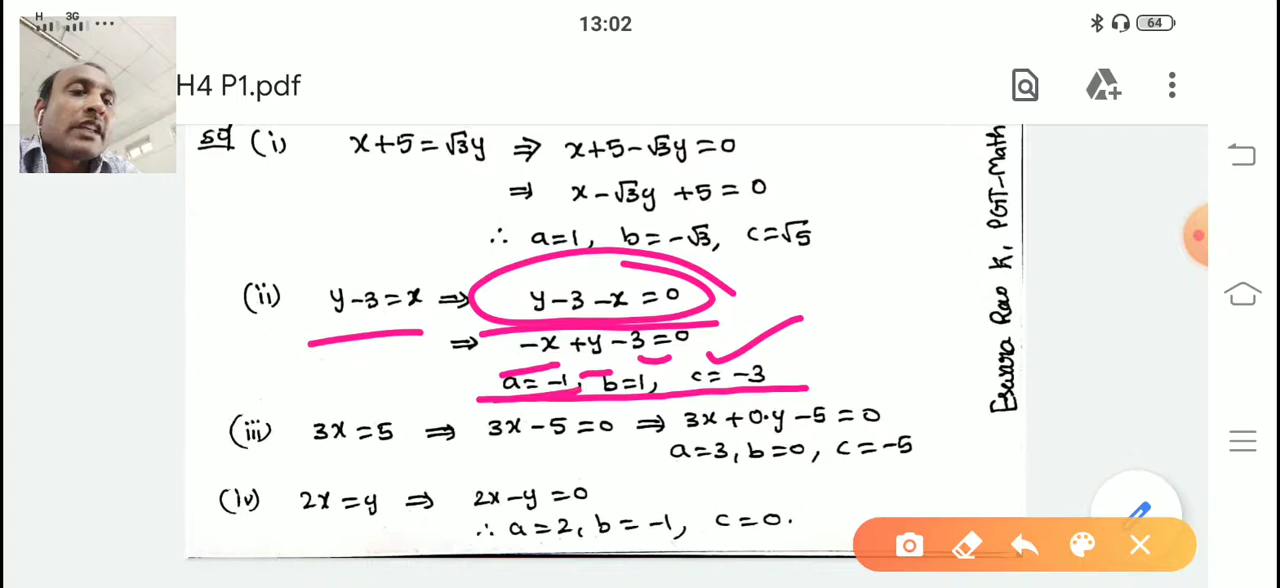 H 3G ... 13:02 64
H4 P1.pdf
Sol (i) x+5=√3y ⇒ x+5-√3y=0
⇒ x-√3y+5=0
∴ a=1, b=-√3, c=√5
(ii) y-3=x ⇒ y-3-x=0
⇒ -x+y-3=0
a=-1, b=1, c=-3
(iii) 3x=5 ⇒ 3x-5=0 ⇒ 3x+0·y-5=0
a=3, b=0, c=-5
(iv) 2x=y ⇒ 2x-y=0
∴ a=2, b=-1, c=0.
Eswara Rao K, PGT-Math